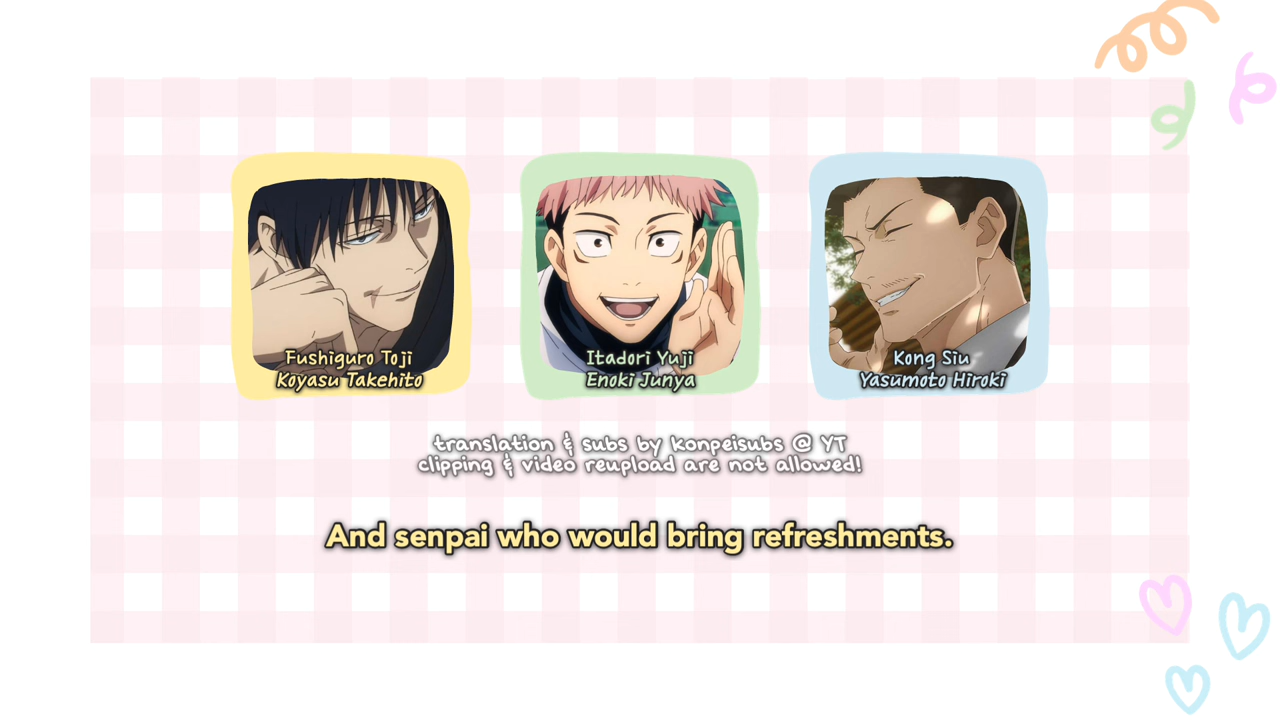 Fushiguro Toji
Koyasu Takehito
Itadori Yuji
Enoki Junya
Kong Siu
Yasumoto Hiroki
translation & subs by konpeisubs @ YT
clipping & video reupload are not allowed!
And senpai who would bring refreshments.